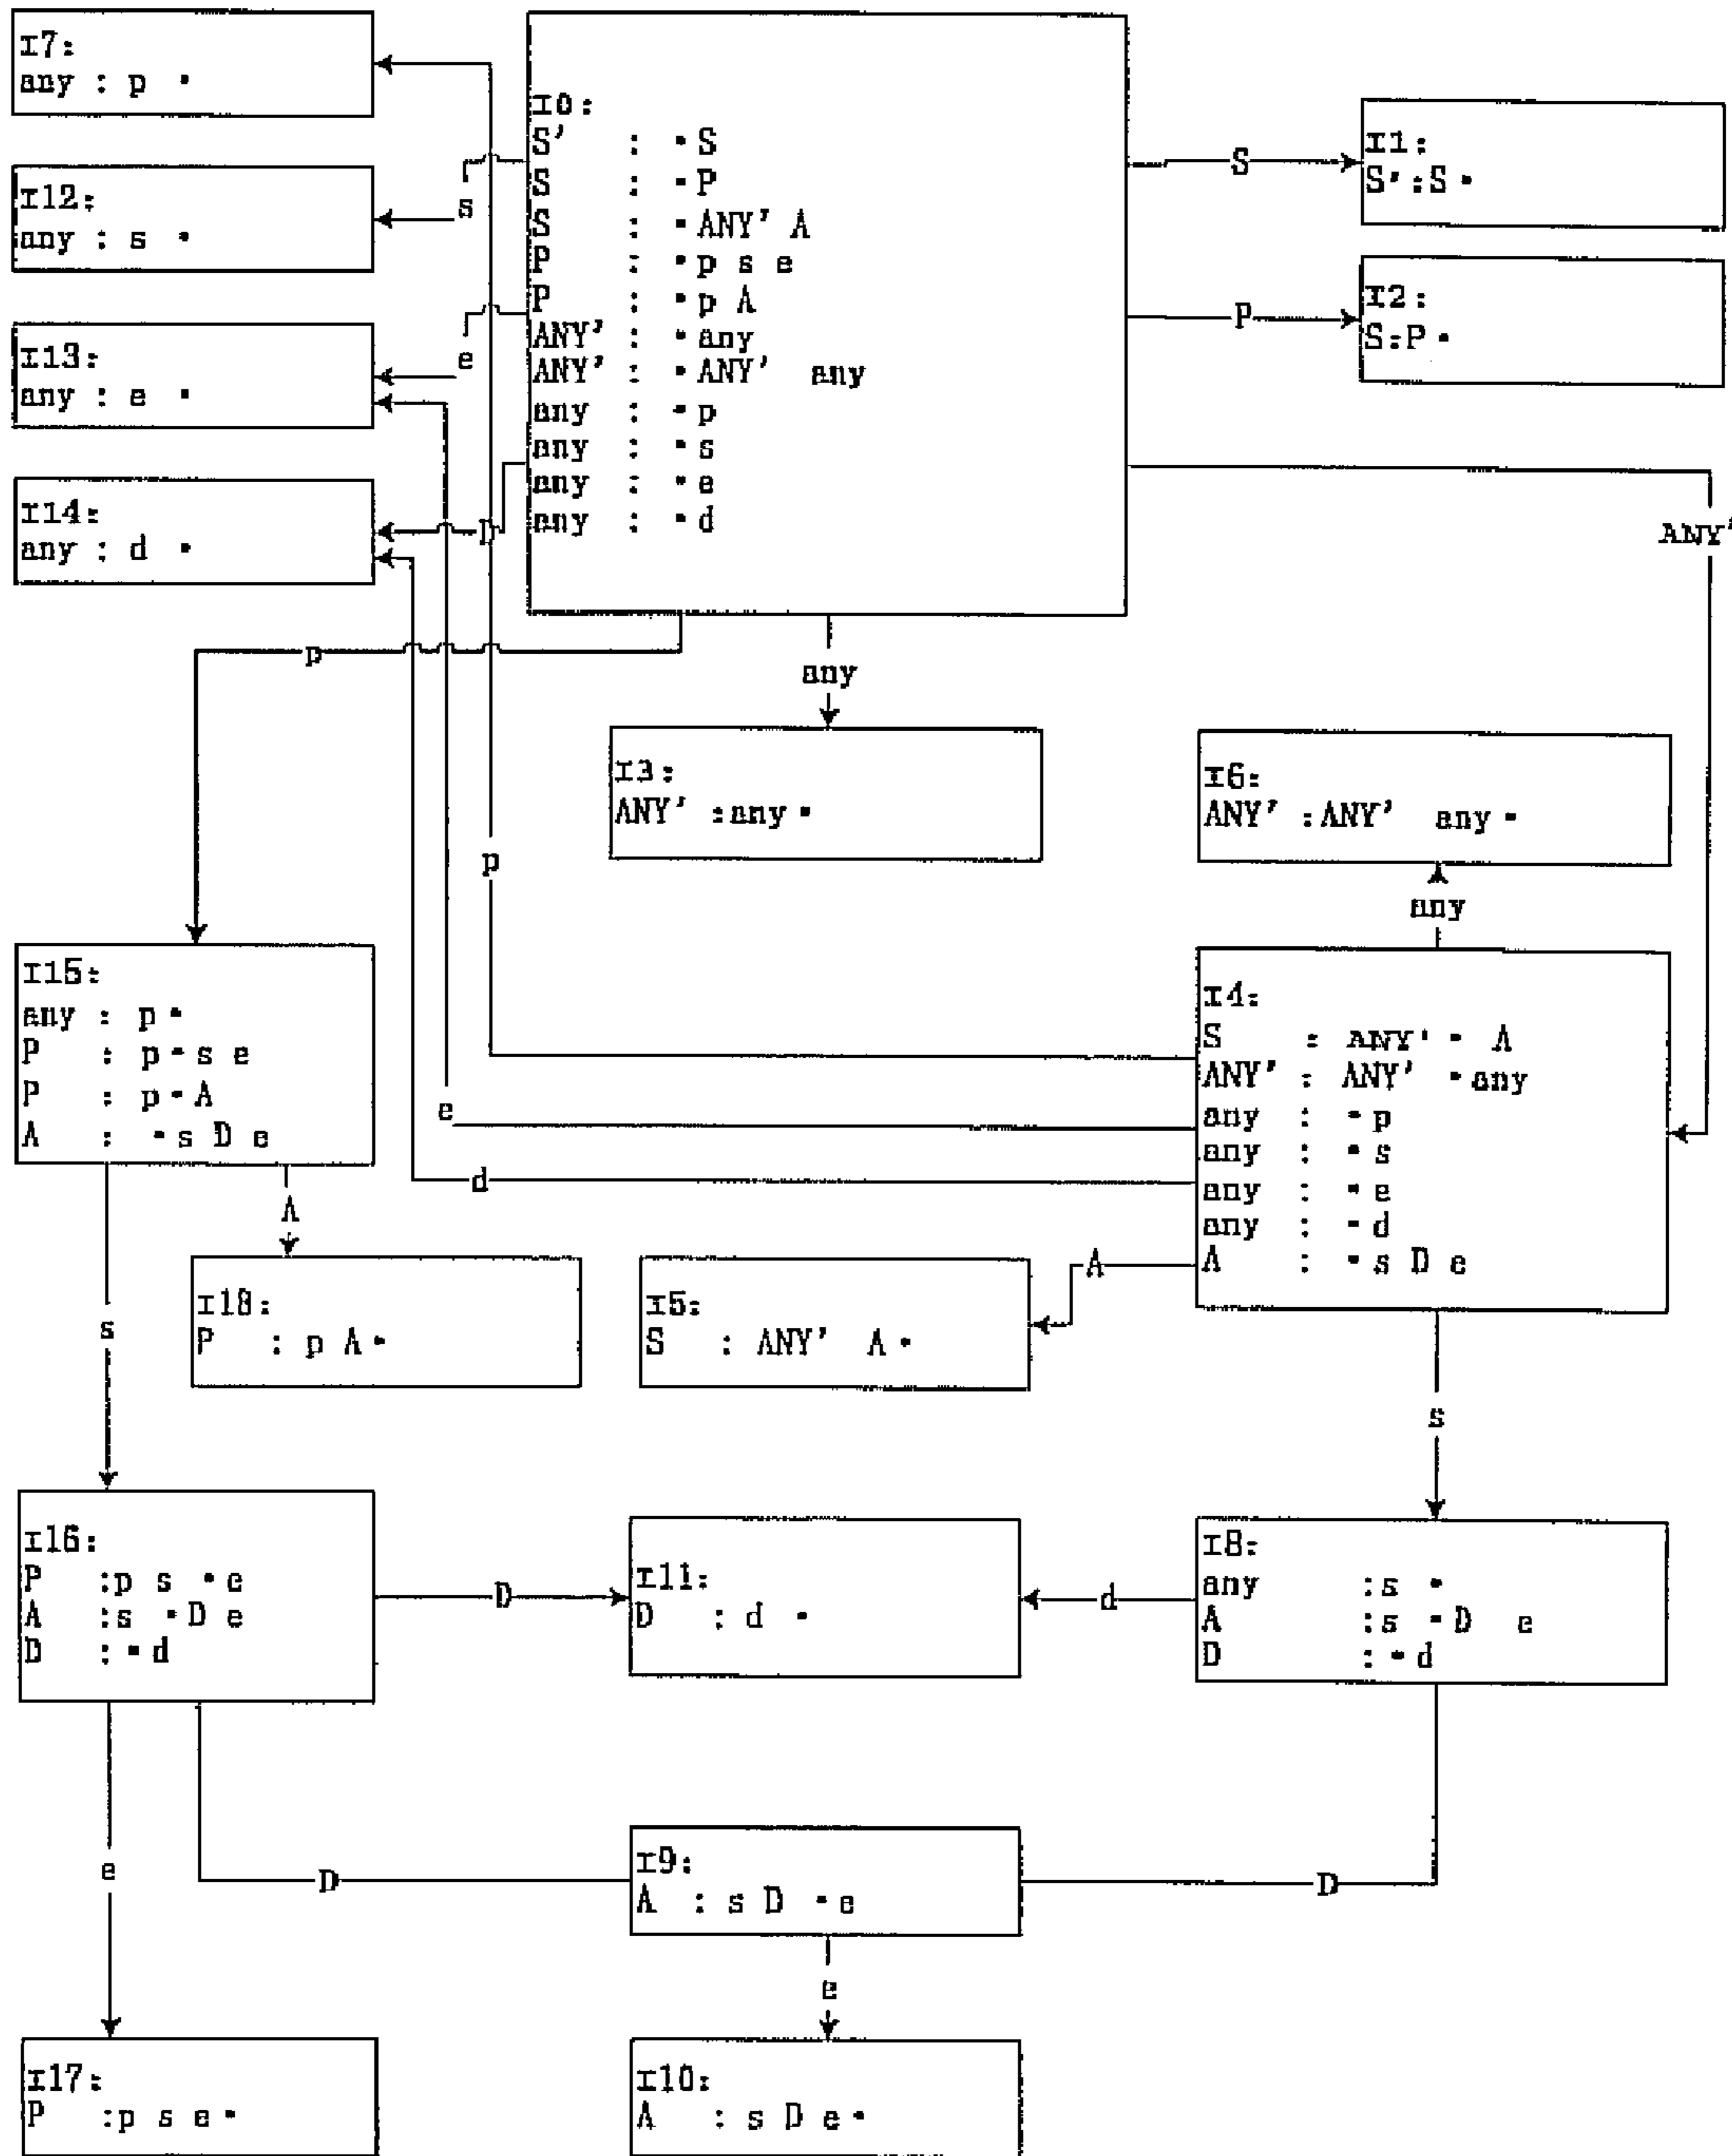 I7:
any : p •
I12:
any : s •
I13:
any : e •
I14:
any : d •
I0:
S' : •S
S : •P
S : •ANY' A
P : •p s e
P : •p A
ANY' : •any
ANY' : •ANY' any
any : •p
any : •s
any : •e
any : •d
s
e
D
S
I1:
S':S•
P
I2:
S:P•
ANY'
p
any
I3:
ANY' :any•
I6:
ANY' :ANY' any•
any
p
e
d
I15:
any : p•
P : p•s e
P : p•A
A : •s D e
I4:
S : ANY'• A
ANY' : ANY' •any
any : •p
any : •s
any : •e
any : •d
A : •s D e
s
A
I18:
P : p A•
A
I5:
S : ANY' A•
s
I16:
P :p s •e
A :s •D e
D :•d
D
I11:
D : d •
d
I8:
any :s •
A :s •D e
D :•d
e
D
I9:
A : s D •e
D
e
I17:
P :p s e•
I10:
A : s D e•